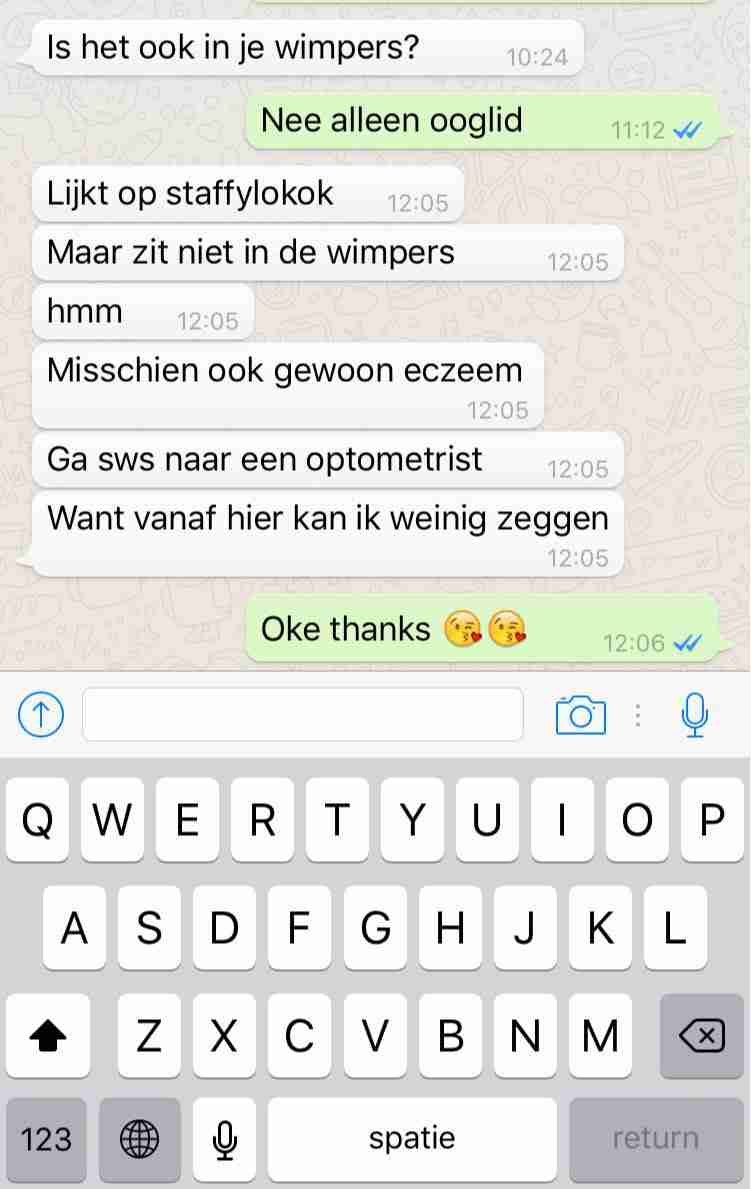 Is het ook in je wimpers? 10:24
Nee alleen ooglid 11:12
Lijkt op staffylokok 12:05
Maar zit niet in de wimpers 12:05
hmm 12:05
Misschien ook gewoon eczeem
12:05
Ga sws naar een optometrist 12:05
Want vanaf hier kan ik weinig zeggen
12:05
Oke thanks 😘😘 12:06
Q W E R T Y U I O P
A S D F G H J K L
Z X C V B N M
123 spatie return